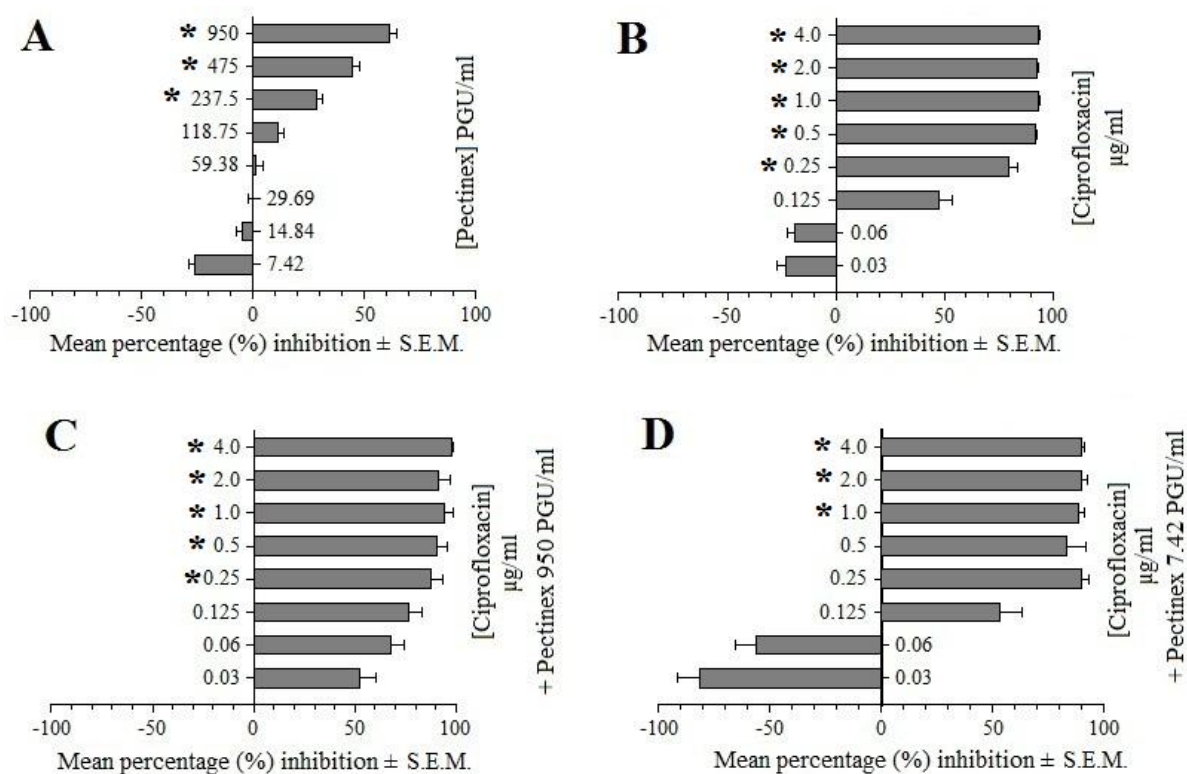 A
* 950
* 475
* 237.5
118.75
59.38
29.69
14.84
7.42
[Pectinex] PGU/ml
-100 -50 0 50 100
Mean percentage (%) inhibition ± S.E.M.
B
* 4.0
* 2.0
* 1.0
* 0.5
* 0.25
0.125
0.06
0.03
[Ciprofloxacin]
µg/ml
-100 -50 0 50 100
Mean percentage (%) inhibition ± S.E.M.
C
* 4.0
* 2.0
* 1.0
* 0.5
* 0.25
0.125
0.06
0.03
[Ciprofloxacin]
µg/ml
+ Pectinex 950 PGU/ml
-100 -50 0 50 100
Mean percentage (%) inhibition ± S.E.M.
D
* 4.0
* 2.0
* 1.0
0.5
0.25
0.125
0.06
0.03
[Ciprofloxacin]
µg/ml
+ Pectinex 7.42 PGU/ml
-100 -50 0 50 100
Mean percentage (%) inhibition ± S.E.M.